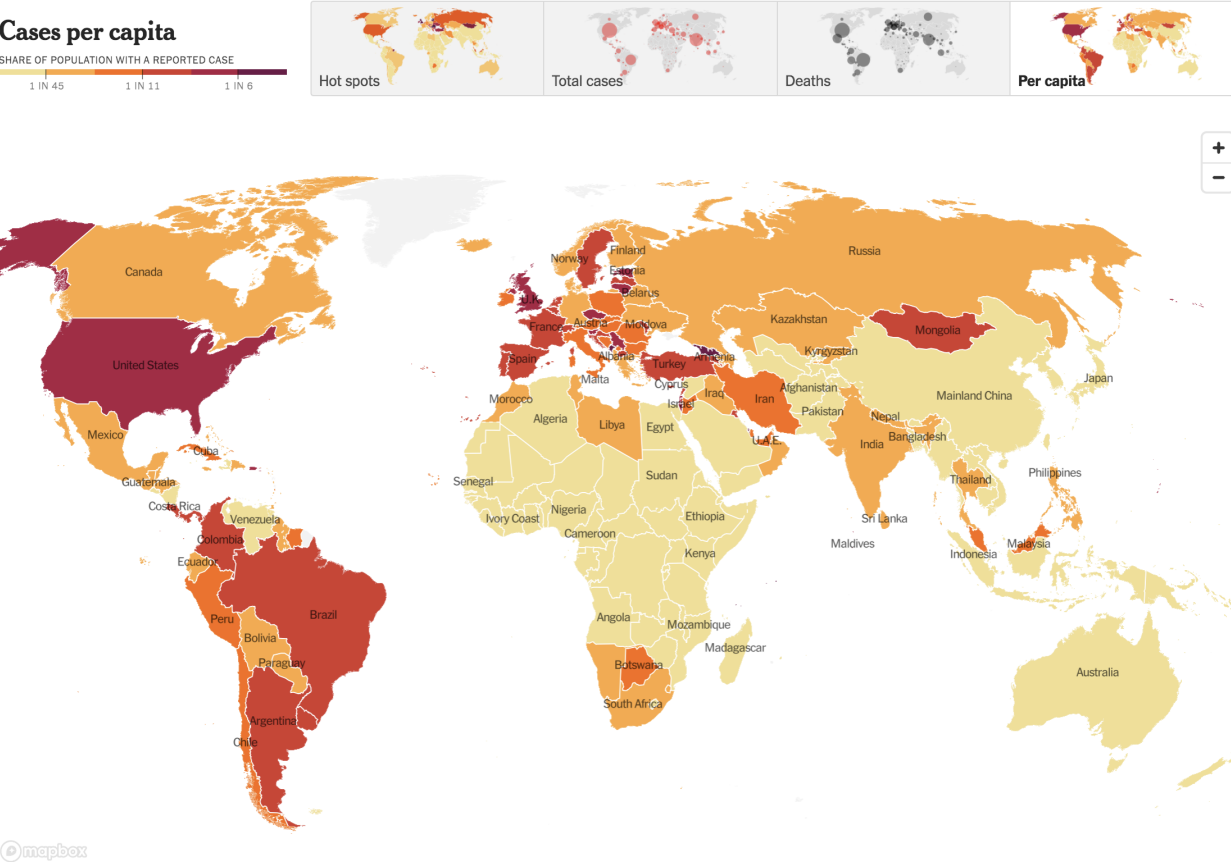 Cases per capita
SHARE OF POPULATION WITH A REPORTED CASE
1 IN 45 1 IN 11 1 IN 6
Hot spots
Total cases
Deaths
Per capita
+
−
Canada
Norway
Finland
Russia
Estonia
Belarus
U.K.
Kazakhstan
Mongolia
France
Austria
Moldova
United States
Spain
Albania
Armenia
Kyrgyzstan
Turkey
Malta
Cyprus
Japan
Afghanistan
Mainland China
Iraq
Iran
Morocco
Israel
Pakistan
Algeria
Libya
Egypt
Nepal
Mexico
U.A.E.
India
Bangladesh
Cuba
Guatemala
Senegal
Sudan
Thailand
Philippines
Costa Rica
Venezuela
Ivory Coast
Nigeria
Ethiopia
Sri Lanka
Cameroon
Colombia
Maldives
Malaysia
Kenya
Indonesia
Ecuador
Brazil
Peru
Angola
Mozambique
Bolivia
Madagascar
Paraguay
Botswana
Australia
South Africa
Argentina
Chile
mapbox